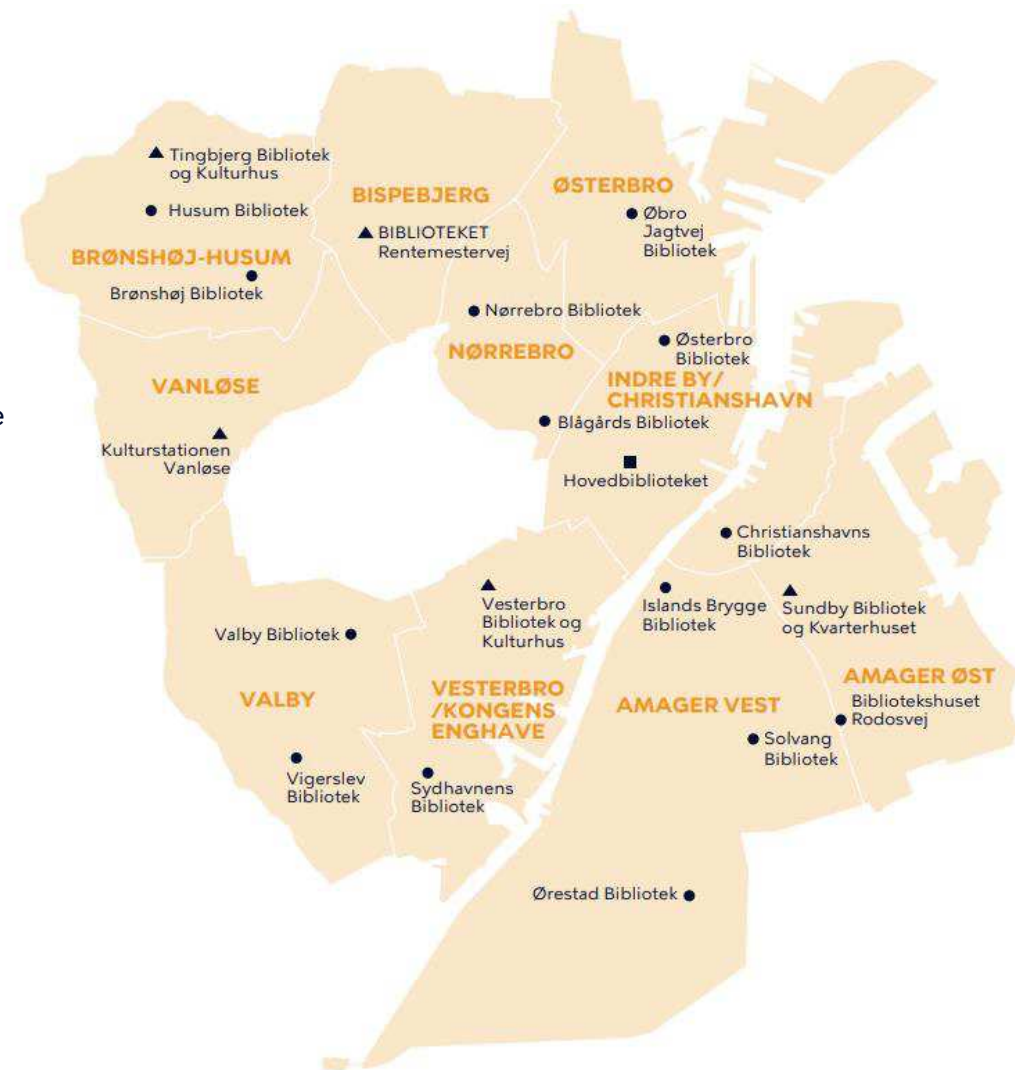 Tingbjerg Bibliotek
og Kulturhus
Husum Bibliotek
BRØNSHØJ-HUSUM
Brønshøj Bibliotek
BISPEBJERG
BIBLIOTEKET
Rentemestervej
ØSTERBRO
Øbro
Jagtvej
Bibliotek
Nørrebro Bibliotek
NØRREBRO
Østerbro
Bibliotek
INDRE BY/
CHRISTIANSHAVN
Blågårds Bibliotek
Hovedbiblioteket
VANLØSE
e
Kulturstationen
Vanløse
Christianshavns
Bibliotek
Vesterbro
Bibliotek og
Kulturhus
Islands Brygge
Bibliotek
Sundby Bibliotek
og Kvarterhuset
Valby Bibliotek
VALBY
VESTERBRO
/KONGENS
ENGHAVE
AMAGER VEST
AMAGER ØST
Bibliotekshuset
Rodosvej
Solvang
Bibliotek
Vigerslev
Bibliotek
Sydhavnens
Bibliotek
Ørestad Bibliotek